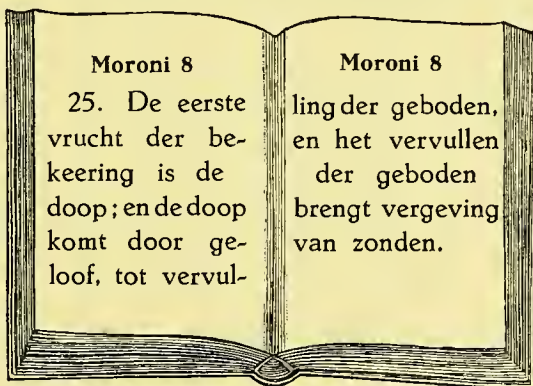 Moroni 8
25. De eerste
vrucht der be-
keering is de
doop; en de doop
komt door ge-
loof, tot vervul-
Moroni 8
ling der geboden,
en het vervullen
der geboden
brengt vergeving
van zonden.